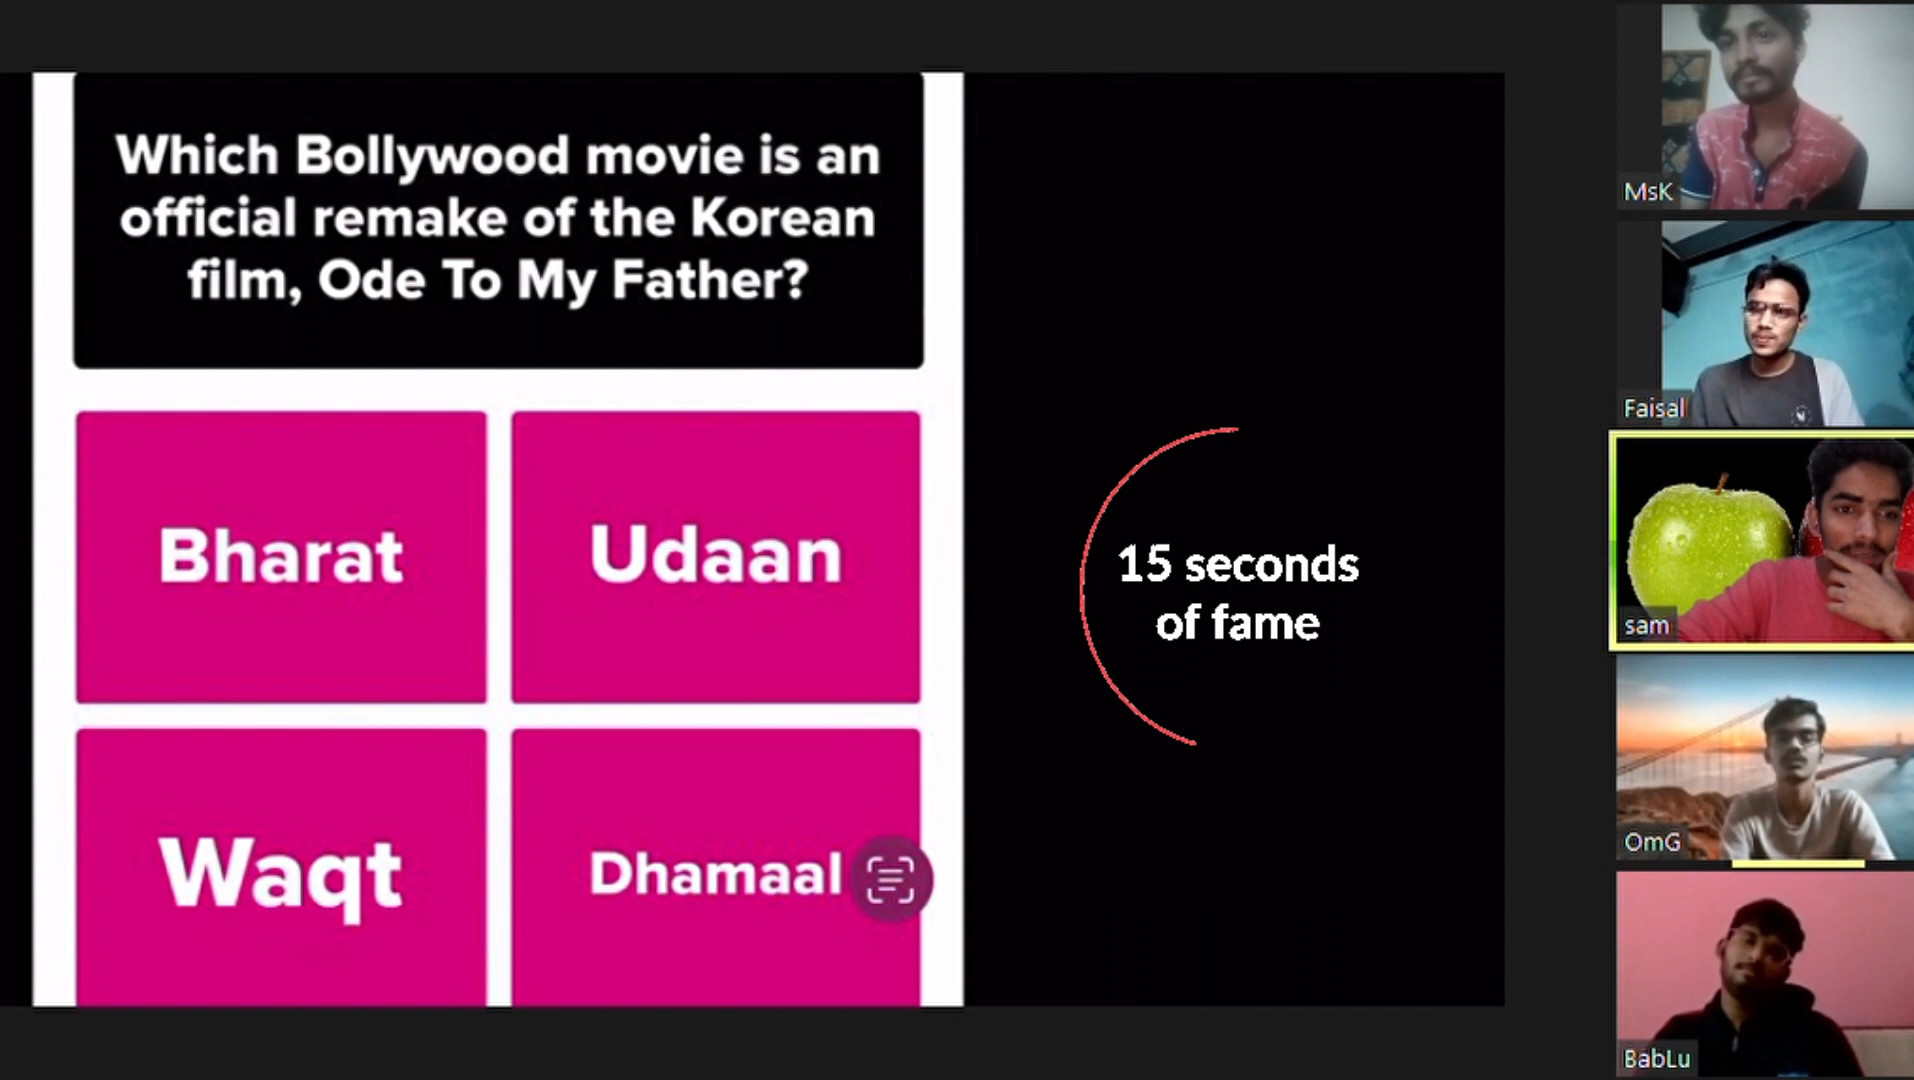 Which Bollywood movie is an
official remake of the Korean
film, Ode To My Father?
Bharat
Udaan
Waqt
Dhamaal
15 seconds
of fame
MsK
Faisal
sam
OmG
BabLu